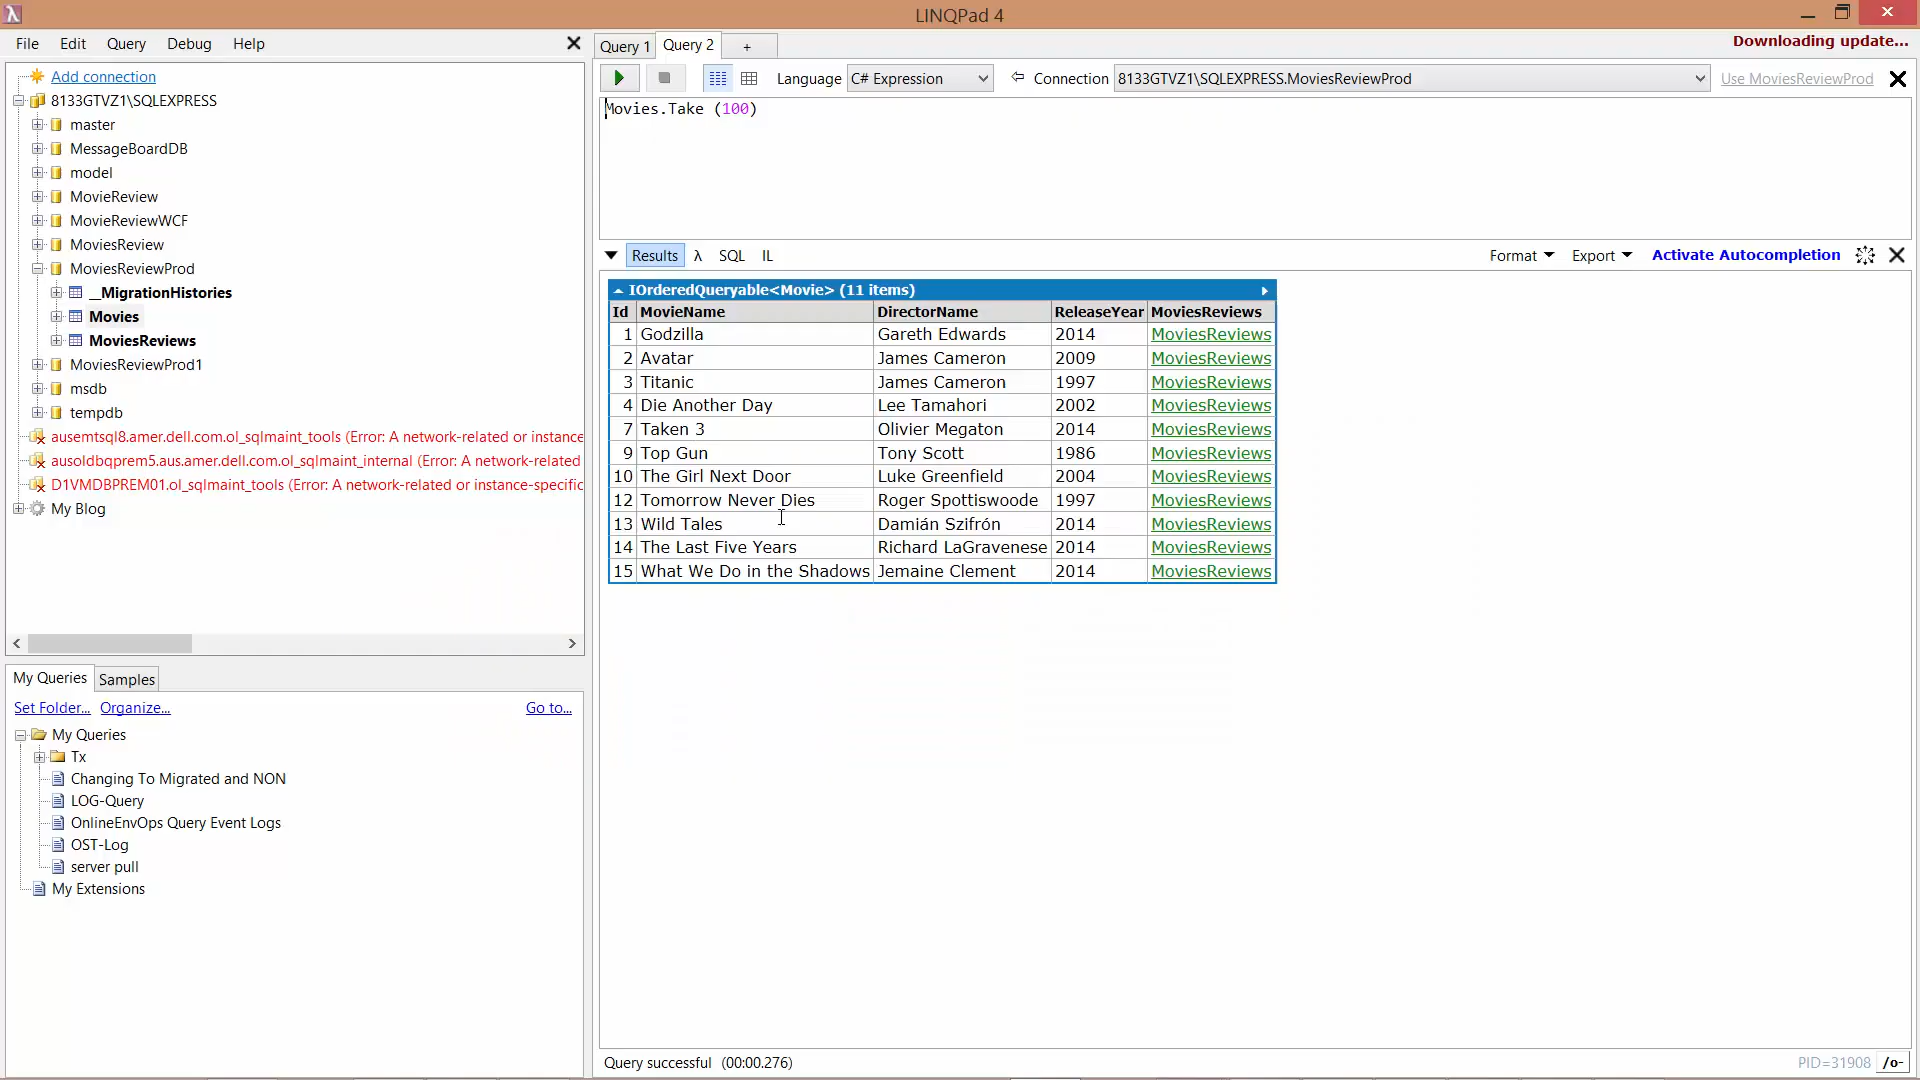 LINQPad 4
File Edit Query Debug Help
Query 1 Query 2 +
Downloading update...
Language C# Expression Connection 8133GTVZ1\SQLEXPRESS.MoviesReviewProd Use MoviesReviewProd
Movies.Take (100)
Add connection
8133GTVZ1\SQLEXPRESS
master
MessageBoardDB
model
MovieReview
MovieReviewWCF
MoviesReview
MoviesReviewProd
__MigrationHistories
Movies
MoviesReviews
MoviesReviewProd1
msdb
tempdb
ausemtsql8.amer.dell.com.ol_sqlmaint_tools (Error: A network-related or instance
ausoldbqprem5.aus.amer.dell.com.ol_sqlmaint_internal (Error: A network-related
D1VMDBPREM01.ol_sqlmaint_tools (Error: A network-related or instance-specific
My Blog
Results λ SQL IL Format Export Activate Autocompletion
IOrderedQueryable<Movie> (11 items)
Id MovieName DirectorName ReleaseYear MoviesReviews
1 Godzilla Gareth Edwards 2014 MoviesReviews
2 Avatar James Cameron 2009 MoviesReviews
3 Titanic James Cameron 1997 MoviesReviews
4 Die Another Day Lee Tamahori 2002 MoviesReviews
7 Taken 3 Olivier Megaton 2014 MoviesReviews
9 Top Gun Tony Scott 1986 MoviesReviews
10 The Girl Next Door Luke Greenfield 2004 MoviesReviews
12 Tomorrow Never Dies Roger Spottiswoode 1997 MoviesReviews
13 Wild Tales Damián Szifrón 2014 MoviesReviews
14 The Last Five Years Richard LaGravenese 2014 MoviesReviews
15 What We Do in the Shadows Jemaine Clement 2014 MoviesReviews
My Queries Samples
Set Folder... Organize... Go to...
My Queries
Tx
Changing To Migrated and NON
LOG-Query
OnlineEnvOps Query Event Logs
OST-Log
server pull
My Extensions
Query successful (00:00.276)
PID=31908 /o-